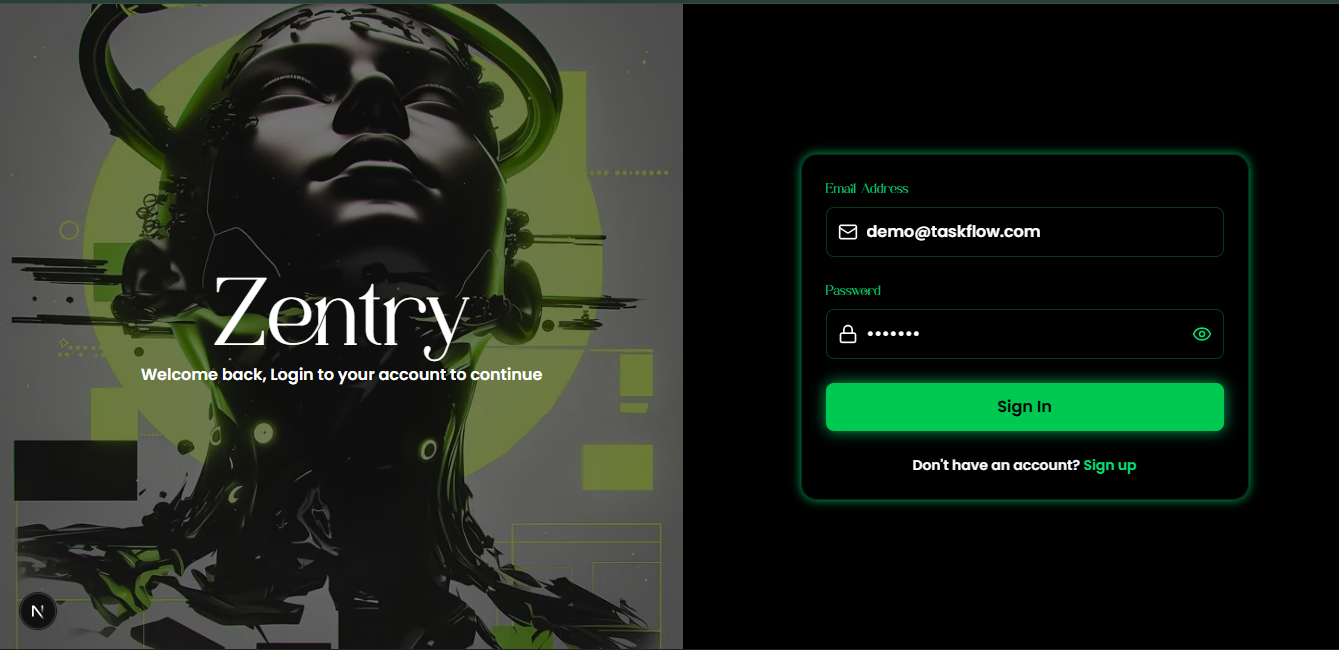 Zentry
Welcome back, Login to your account to continue
N
Email Address
demo@taskflow.com
Password
•••••••
Sign In
Don't have an account? Sign up